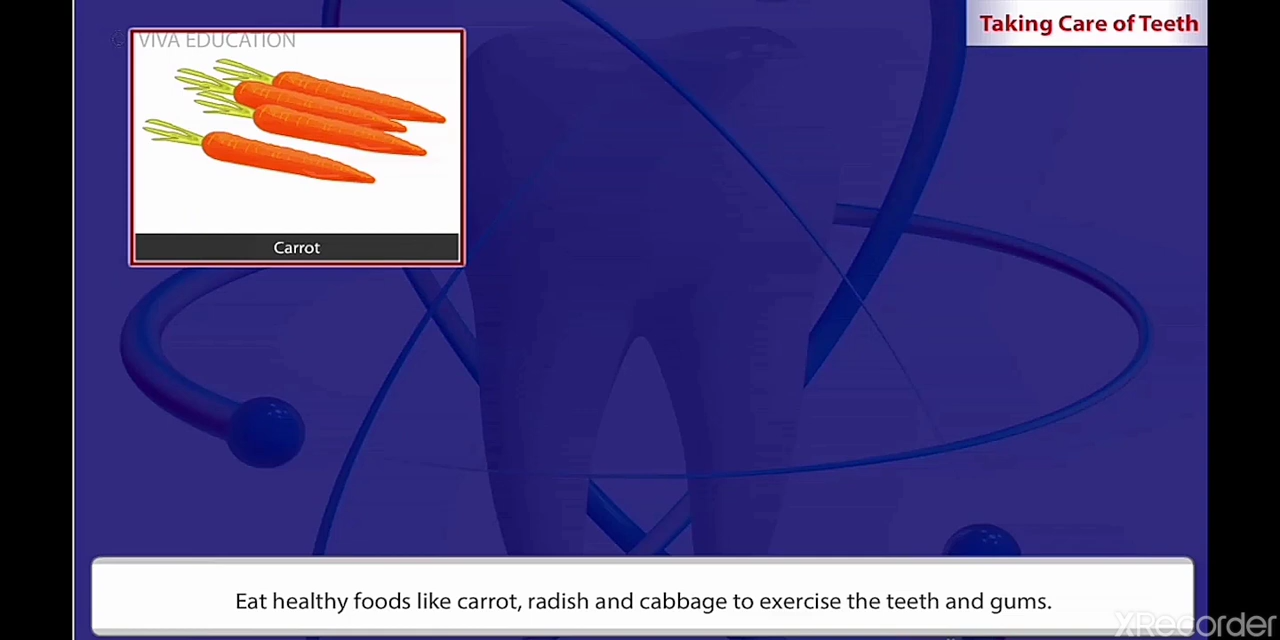 Taking Care of Teeth
© VIVA EDUCATION
Carrot
Eat healthy foods like carrot, radish and cabbage to exercise the teeth and gums.
XRecorder